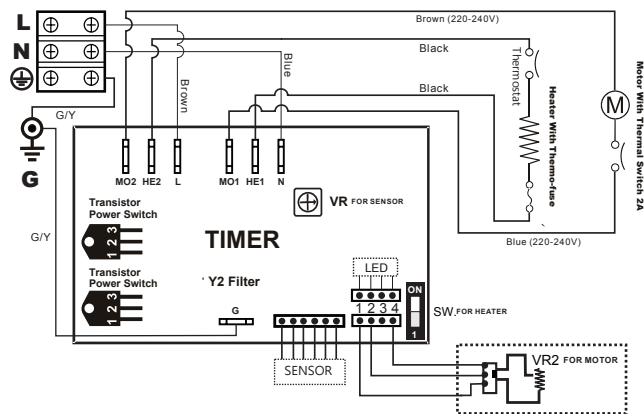 L
N
G
G/Y
G/Y
Brown
Blue
Brown (220-240V)
Black
Black
Thermostat
Heater With Thermo-fuse
M
Motor With Thermal Switch 2A
Blue (220-240V)
MO2 HE2 L MO1 HE1 N
VR FOR SENSOR
Transistor
Power Switch
1 2 3
TIMER
Transistor
Power Switch
1 2 3
' Y2 Filter
G
LED
1 2 3 4
ON
1
SW.FOR HEATER
SENSOR
VR2 FOR MOTOR